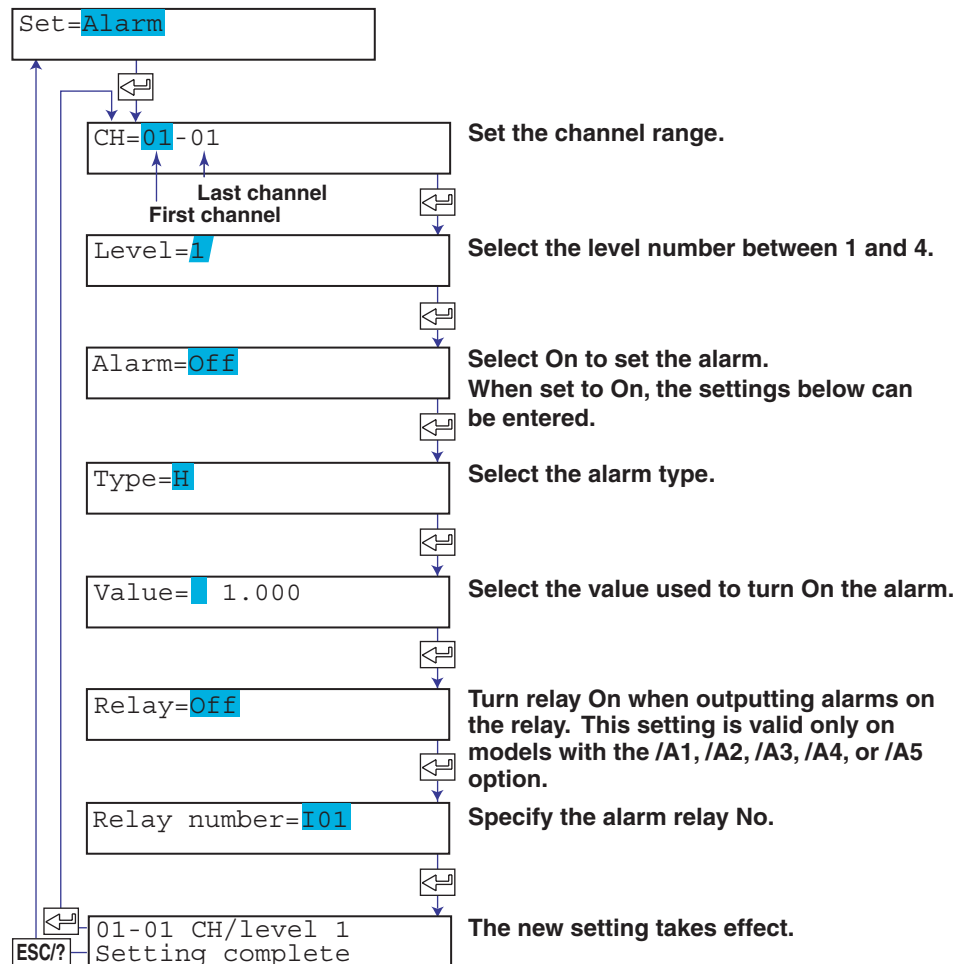 Set=Alarm
CH=01-01
Set the channel range.
Last channel
First channel
Level=1
Select the level number between 1 and 4.
Alarm=Off
Select On to set the alarm.
When set to On, the settings below can
be entered.
Type=H
Select the alarm type.
Value= 1.000
Select the value used to turn On the alarm.
Relay=Off
Turn relay On when outputting alarms on
the relay. This setting is valid only on
models with the /A1, /A2, /A3, /A4, or /A5
option.
Relay number=I01
Specify the alarm relay No.
01-01 CH/level 1
Setting complete
The new setting takes effect.
ESC/?